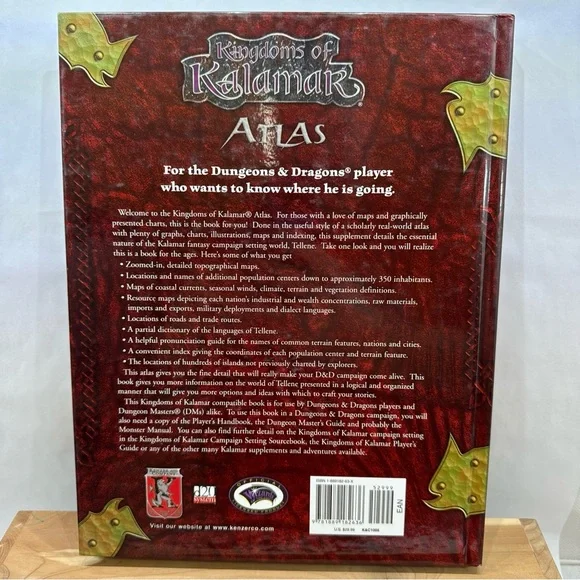 Kingdoms of
Kalamar®
Atlas
For the Dungeons & Dragons® player
who wants to know where he is going.
Welcome to the Kingdoms of Kalamar® Atlas. For those with a love of maps and graphically
presented charts, this is the book for you! Done in the useful style of a scholarly real-world atlas
with plenty of graphs, charts, illustrations, maps and indexing, this supplement details the essential
nature of the Kalamar fantasy campaign setting world, Tellene. Take one look and you will realize
this is a book for the ages. Here's some of what you get
• Zoomed-in, detailed topographical maps.
• Locations and names of additional population centers down to approximately 350 inhabitants.
• Maps of coastal currents, seasonal winds, climate, terrain and vegetation definitions.
• Resource maps depicting each nation's industrial and wealth concentrations, raw materials,
imports and exports, military deployments and dialect languages.
• Locations of roads and trade routes.
• A partial dictionary of the languages of Tellene.
• A helpful pronunciation guide for the names of common terrain features, nations and cities.
• A convenient index giving the coordinates of each population center and terrain feature.
• The locations of hundreds of islands not previously charted by explorers.
This atlas gives you the fine detail that will really make your D&D campaign come alive. This
book gives you more information on the world of Tellene presented in a logical and organized
manner that will give you more options and ideas with which to craft your stories.
This Kingdoms of Kalamar compatible book is for use by Dungeons & Dragons players and
Dungeon Masters® (DMs) alike. To use this book in a Dungeons & Dragons campaign, you will
also need a copy of the Player's Handbook, the Dungeon Master's Guide and probably the
Monster Manual. You can also find further detail on the Kingdoms of Kalamar campaign setting
in the Kingdoms of Kalamar Campaign Setting Sourcebook, the Kingdoms of Kalamar Player's
Guide or any of the other many Kalamar supplements and adventures available.
d20
Visit our website at www.kenzerco.com
52999
EAN
9 781889 182438